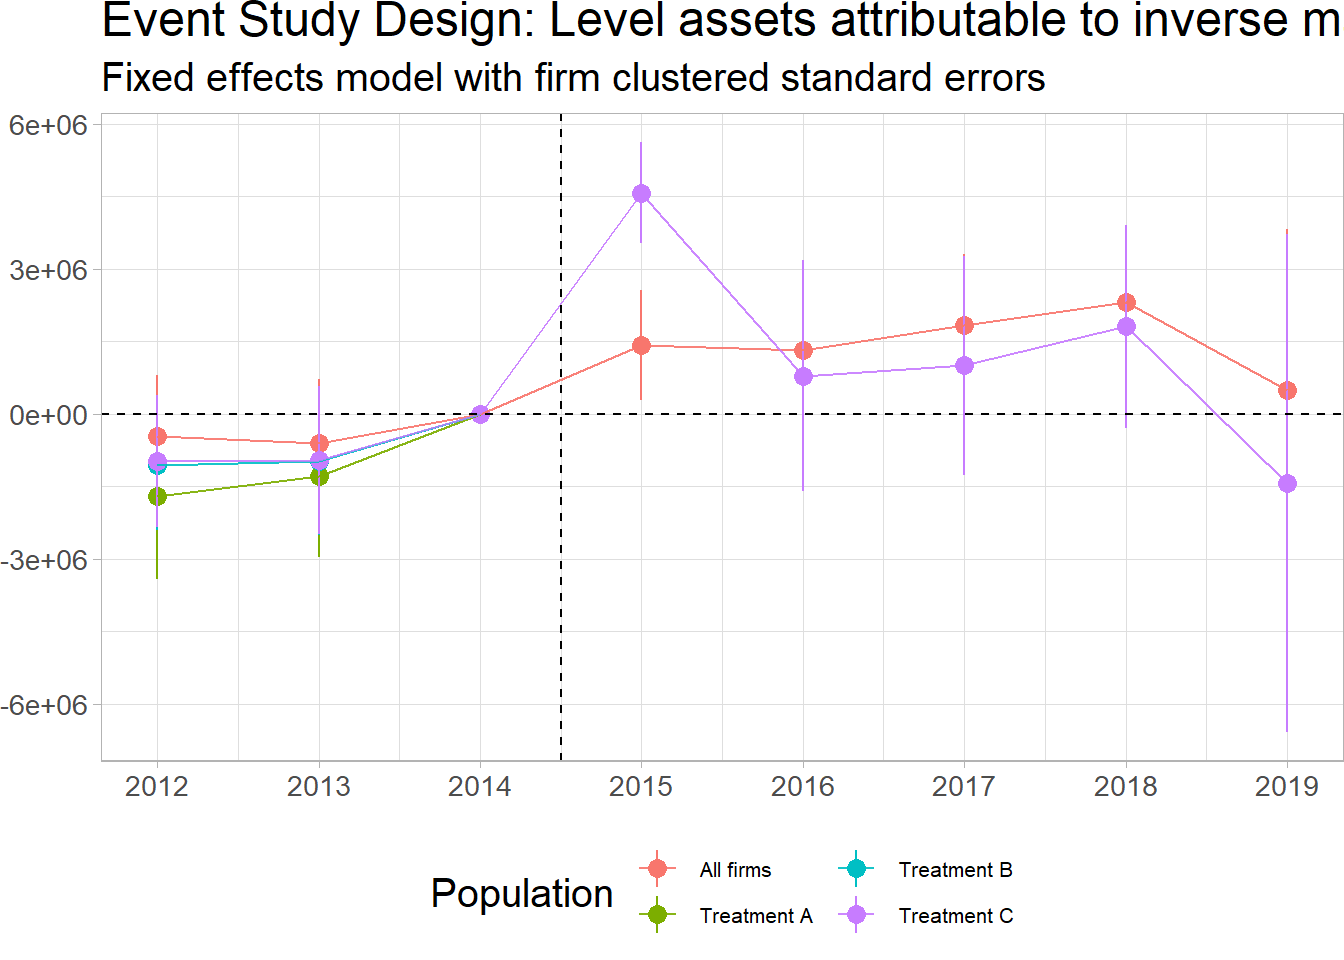 Event Study Design: Level assets attributable to inverse m
Fixed effects model with firm clustered standard errors
6e+06
3e+06
0e+00
-3e+06
-6e+06
2012 2013 2014 2015 2016 2017 2018 2019
Population
All firms
Treatment B
Treatment A
Treatment C